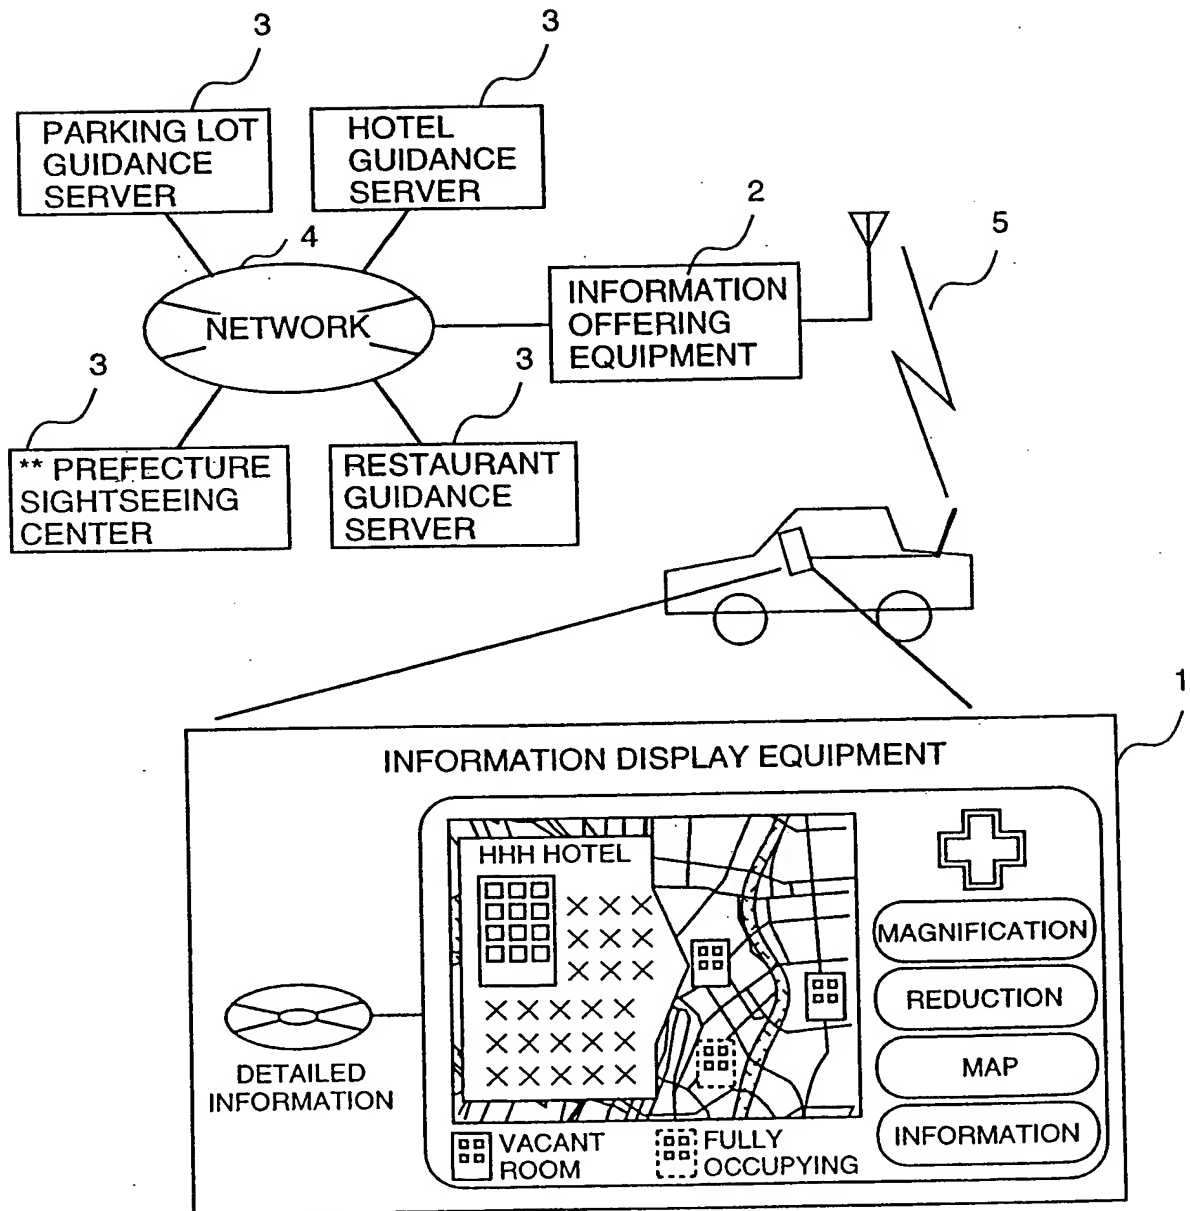 3
3
PARKING LOT
GUIDANCE
SERVER
HOTEL
GUIDANCE
SERVER
2
5
4
NETWORK
INFORMATION
OFFERING
EQUIPMENT
3
3
** PREFECTURE
SIGHTSEEING
CENTER
RESTAURANT
GUIDANCE
SERVER
1
INFORMATION DISPLAY EQUIPMENT
HHH HOTEL
× × ×
× × ×
× × ×
× × × × ×
× × × × ×
× × × × ×
MAGNIFICATION
REDUCTION
MAP
INFORMATION
DETAILED
INFORMATION
VACANT
ROOM
FULLY
OCCUPYING